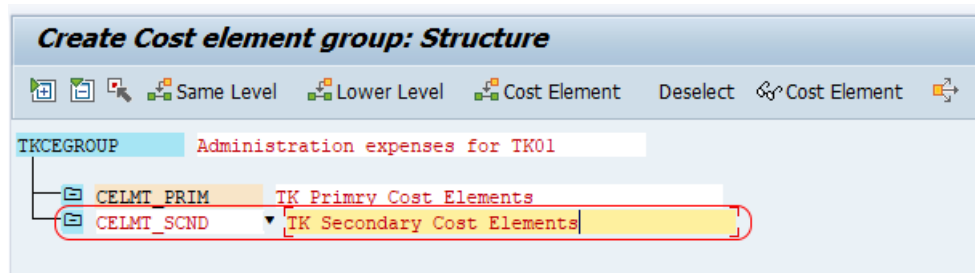 Create Cost element group: Structure
Same Level Lower Level Cost Element Deselect Cost Element
TKCEGROUP Administration expenses for TK01
CELMT_PRIM TK Primry Cost Elements
CELMT_SCND TK Secondary Cost Elements